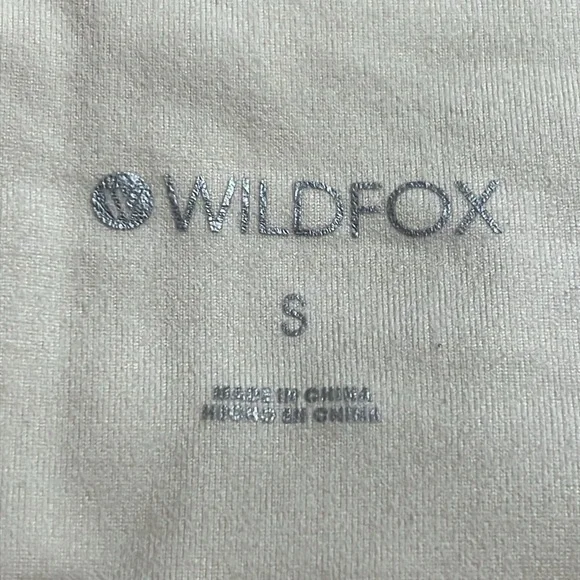 W WILDFOX
S
MADE IN CHINA
HECHO EN CHINA